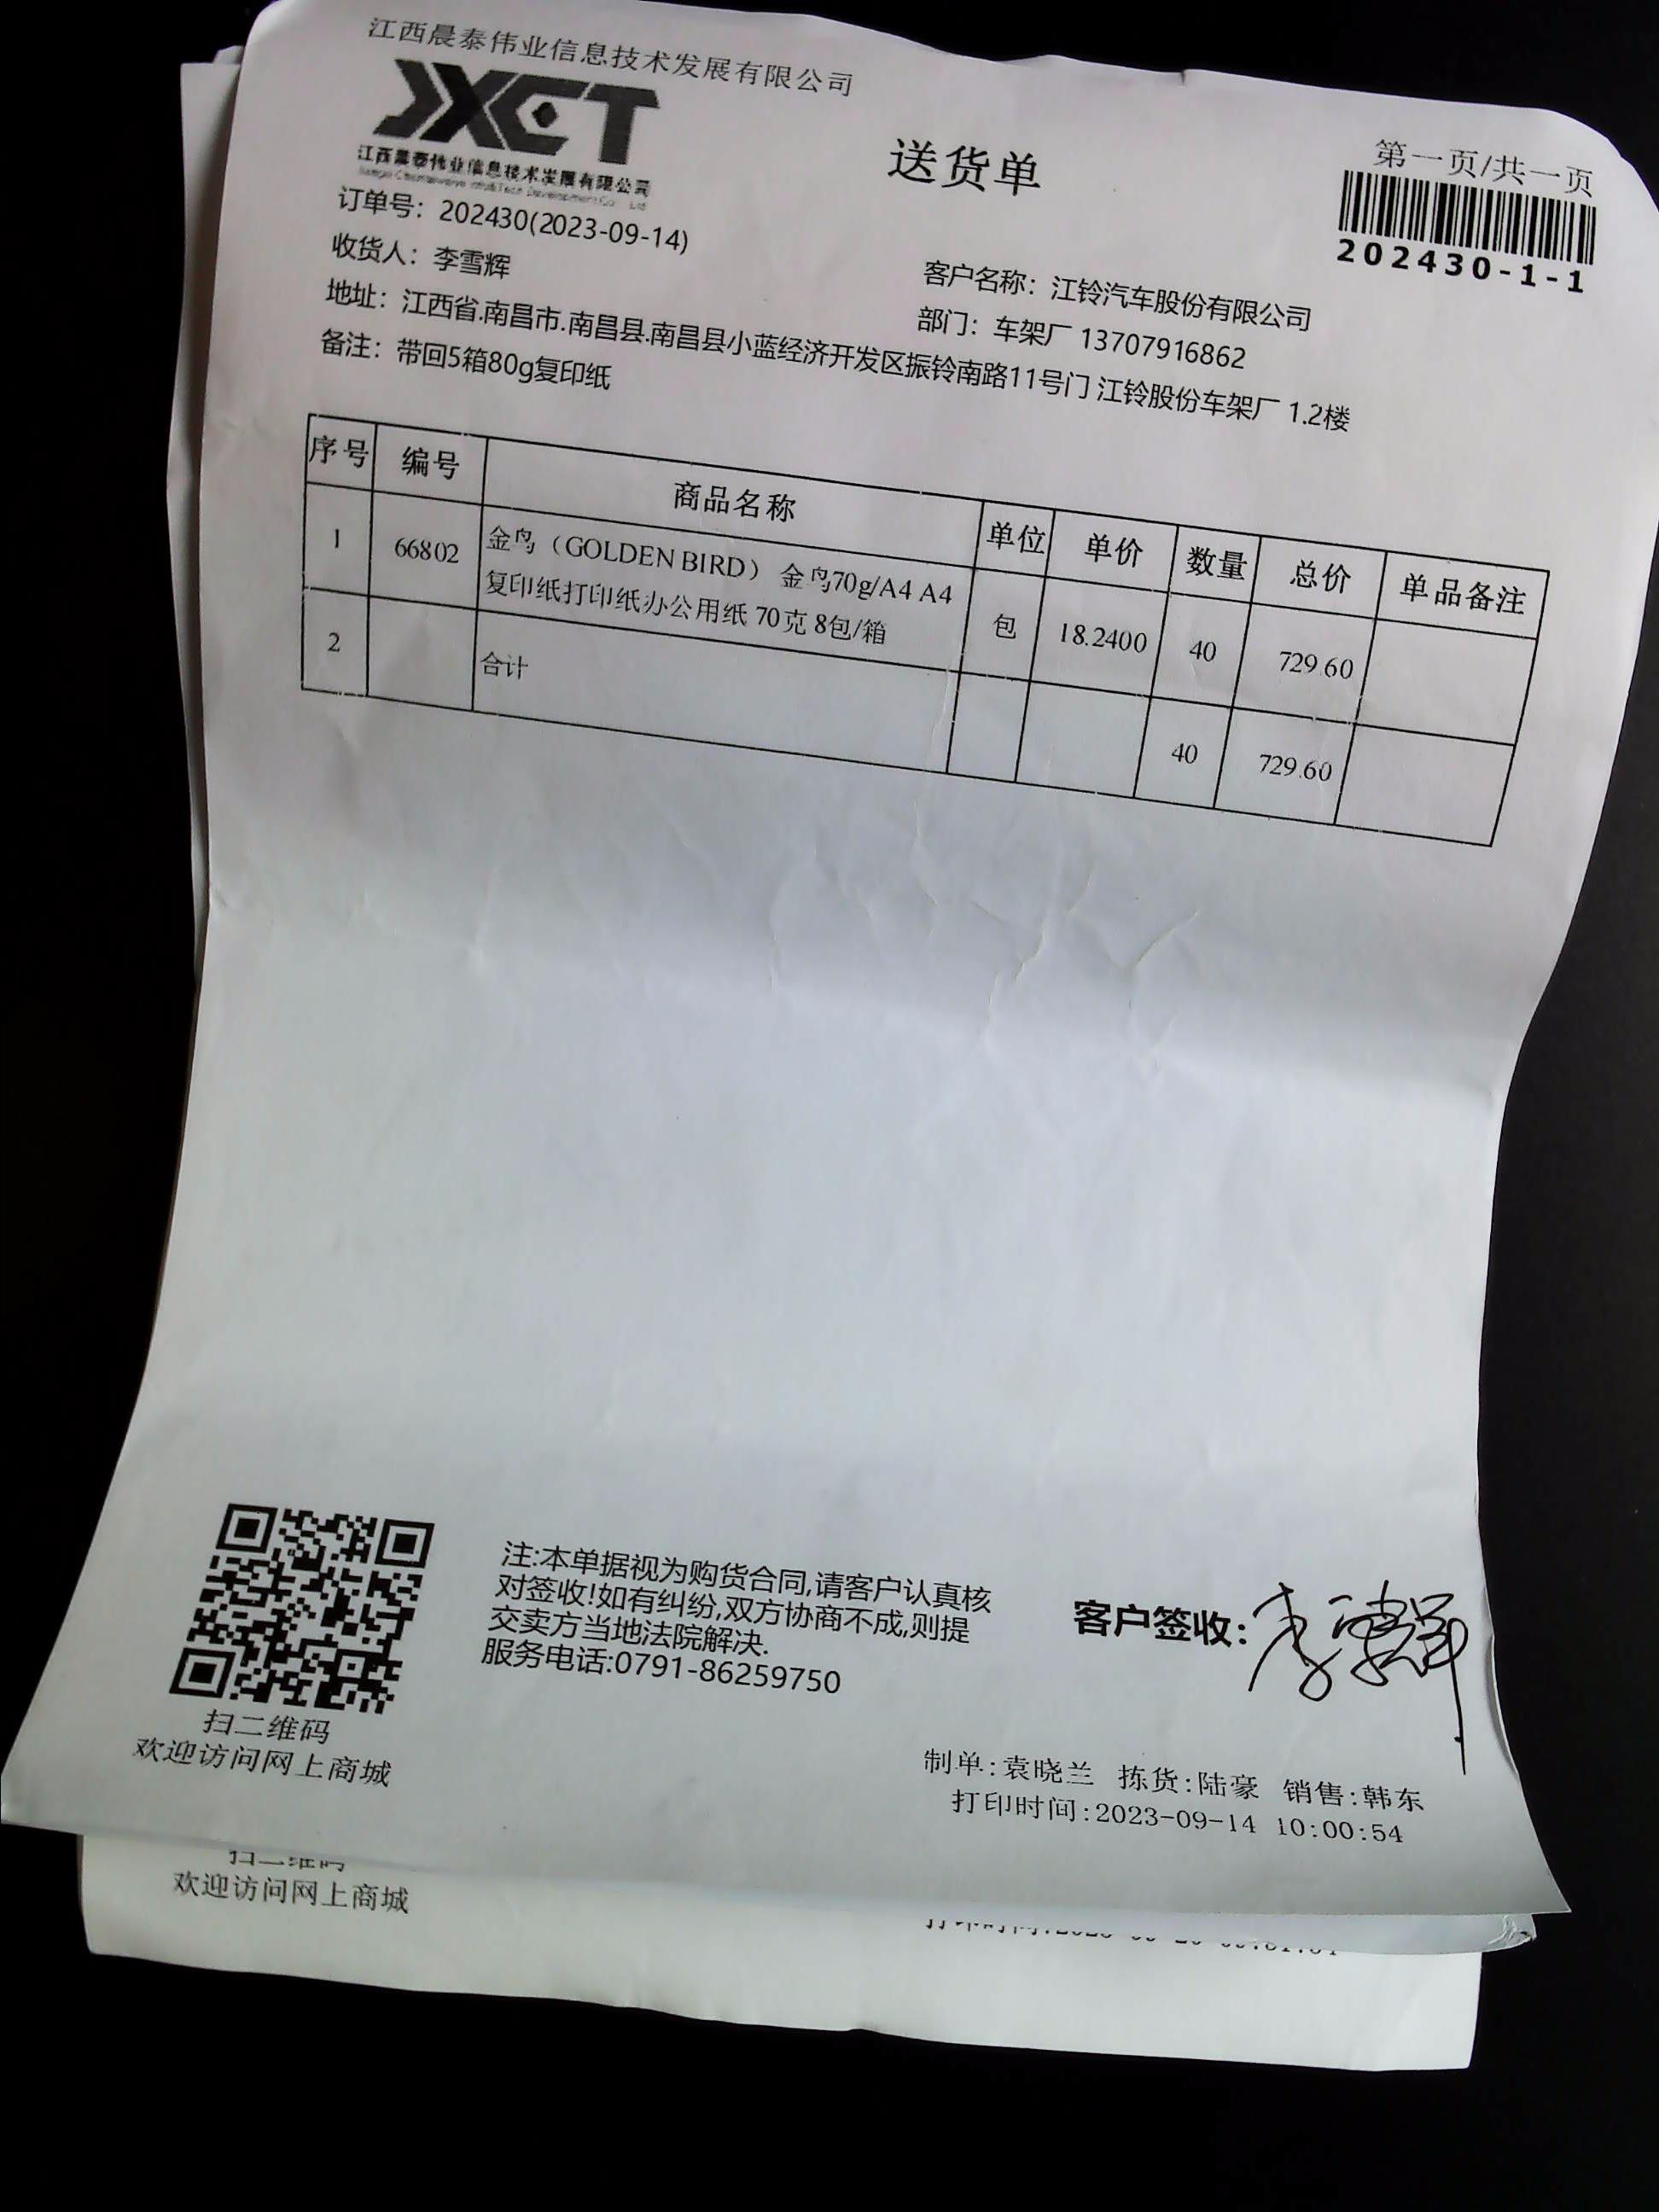 江西晨泰伟业信息技术发展有限公司
JXCT
江西晨泰伟业信息技术发展有限公司
送货单
第一页/共一页
202430-1-1
订单号：202430(2023-09-14)
收货人：李雪辉
客户名称：江铃汽车股份有限公司
部门：车架厂 13707916862
地址：江西省.南昌市.南昌县.南昌县小蓝经济开发区振铃南路11号门 江铃股份车架厂 1.2楼
备注：带回5箱80g复印纸
序号 编号 商品名称 单位 单价 数量 总价 单品备注
1 66802 金鸟（GOLDEN BIRD） 金鸟70g/A4 A4 包 18.2400 40 729.60
复印纸打印纸办公用纸 70克 8包/箱
2 合计 40 729.60
注:本单据视为购货合同,请客户认真核
对签收!如有纠纷,双方协商不成,则提
交卖方当地法院解决.
服务电话:0791-86259750
客户签收: 李雪辉
扫二维码
欢迎访问网上商城
制单:袁晓兰 拣货:陆豪 销售:韩东
打印时间:2023-09-14 10:00:54
扫二维码
欢迎访问网上商城